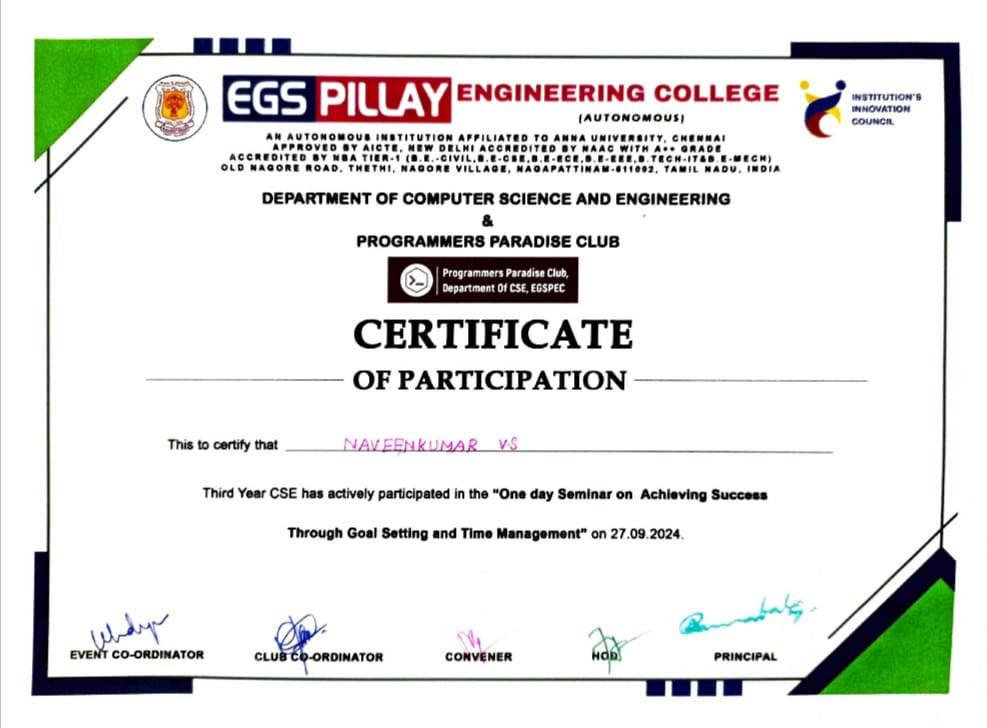 EGS PILLAY ENGINEERING COLLEGE
(AUTONOMOUS)
INSTITUTION'S
INNOVATION
COUNCIL
AN AUTONOMOUS INSTITUTION AFFILIATED TO ANNA UNIVERSITY, CHENNAI
APPROVED BY AICTE, NEW DELHI ACCREDITED BY NAAC WITH A++ GRADE
ACCREDITED BY NBA TIER-1 (B.E.-CIVIL,B.E-CSE,B.E-ECE,B.E-EEE,B.TECH-IT&B.E-MECH)
OLD NAGORE ROAD, THETHI, NAGORE VILLAGE, NAGAPATTINAM-611002, TAMIL NADU, INDIA
DEPARTMENT OF COMPUTER SCIENCE AND ENGINEERING
&
PROGRAMMERS PARADISE CLUB
Programmers Paradise Club,
Department Of CSE, EGSPEC
CERTIFICATE
OF PARTICIPATION
This to certify that NAVEENKUMAR V.S
Third Year CSE has actively participated in the “One day Seminar on Achieving Success
Through Goal Setting and Time Management” on 27.09.2024.
EVENT CO-ORDINATOR CLUB CO-ORDINATOR CONVENER HOD PRINCIPAL